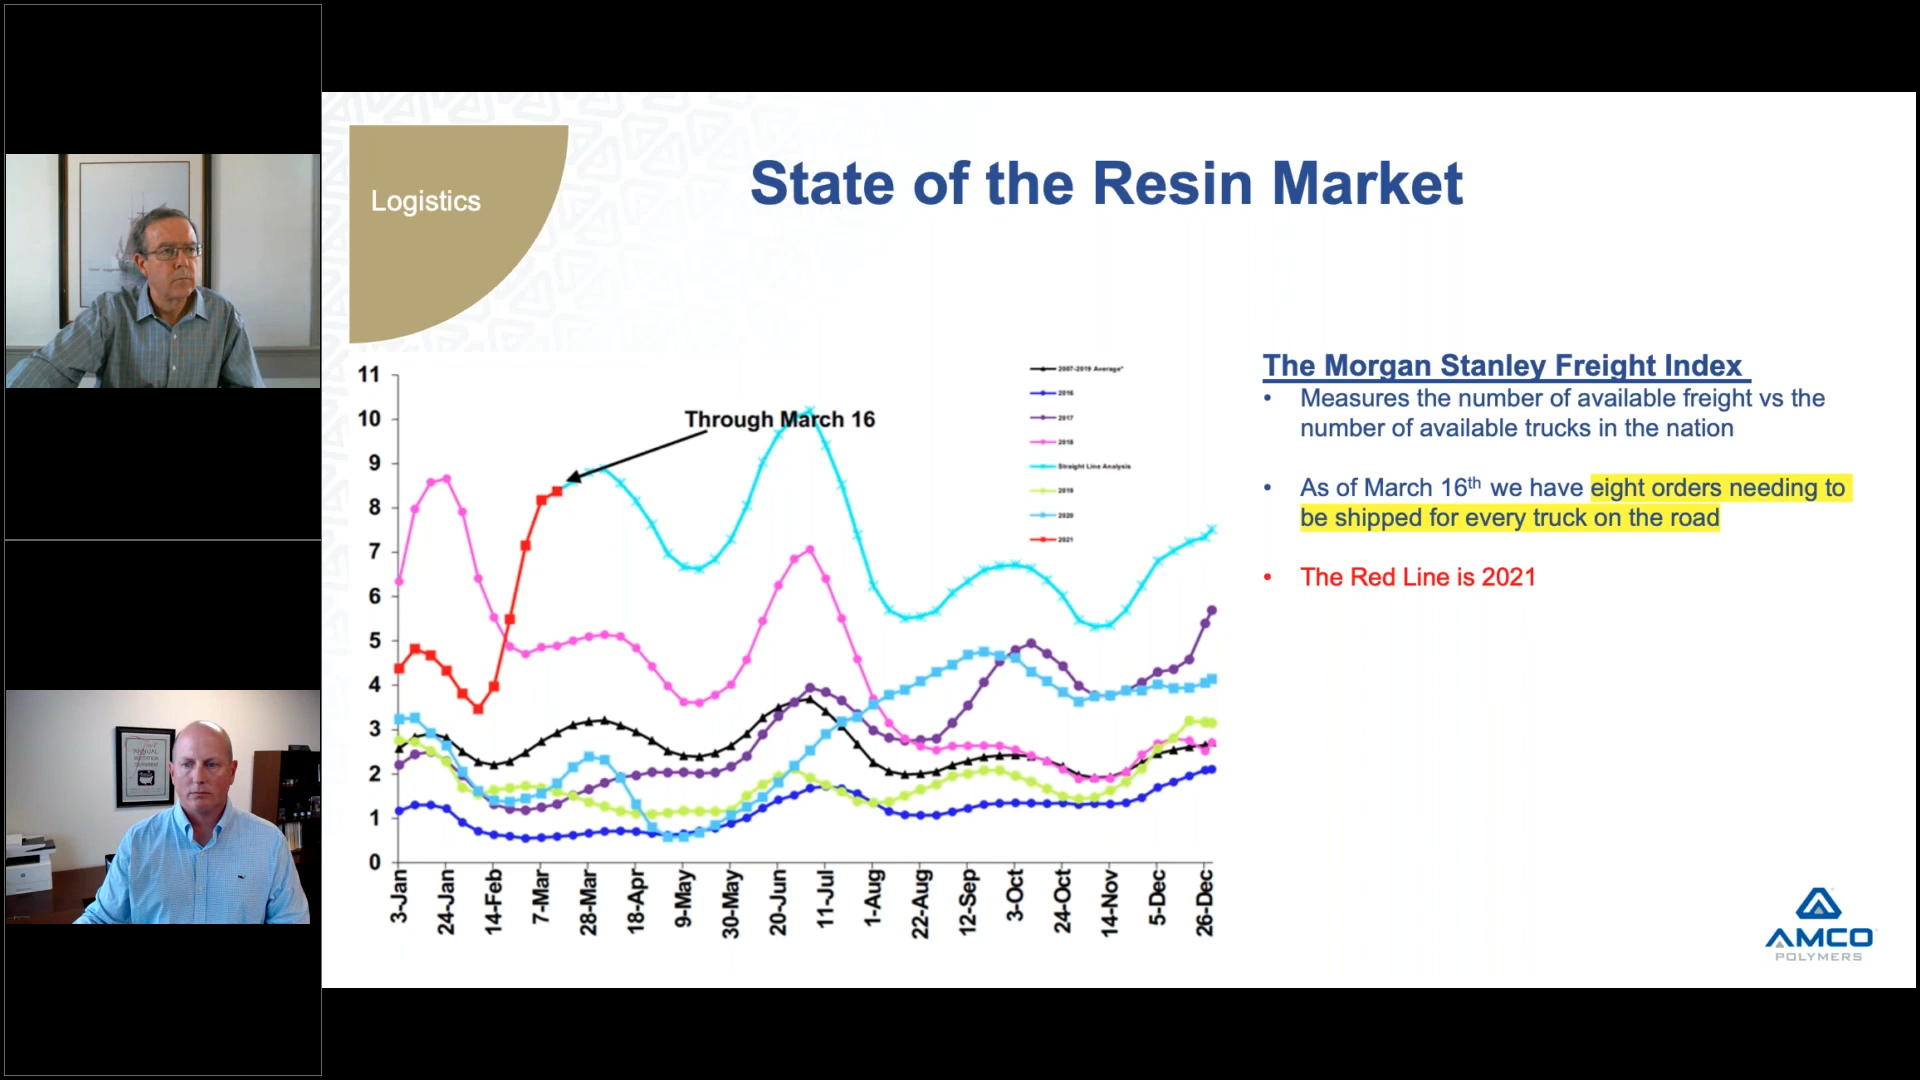 Logistics
State of the Resin Market
11
10
9
8
7
6
5
4
3
2
1
0
Through March 16
2007-2019 Average*
2016
2017
2018
Straight Line Analysis
2019
2020
2021
3-Jan
24-Jan
14-Feb
7-Mar
28-Mar
18-Apr
9-May
30-May
20-Jun
11-Jul
1-Aug
22-Aug
12-Sep
3-Oct
24-Oct
14-Nov
5-Dec
26-Dec
The Morgan Stanley Freight Index
• Measures the number of available freight vs the
number of available trucks in the nation
• As of March 16th we have eight orders needing to
be shipped for every truck on the road
• The Red Line is 2021
AMCO
POLYMERS